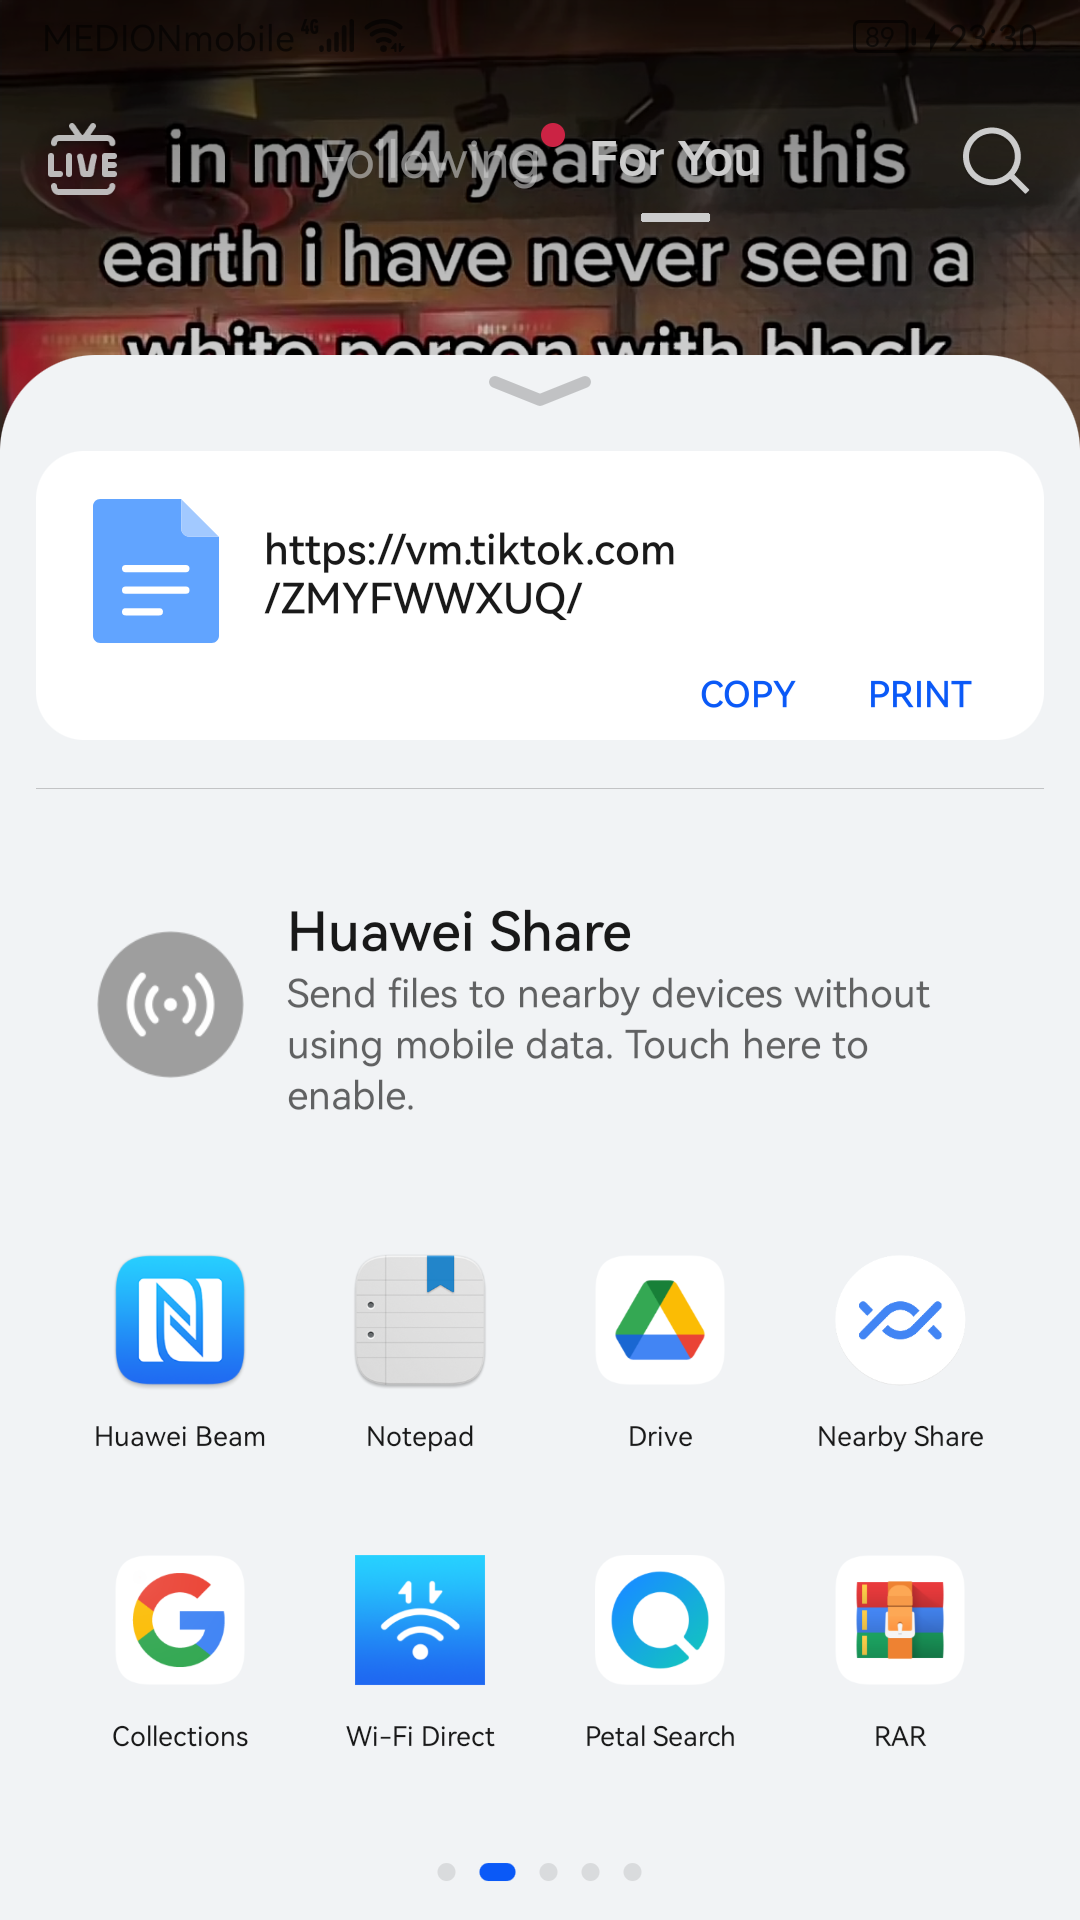 MEDIONmobile 4G 89 23:30
LIVE Following For You
in my 14 years on this
earth i have never seen a
white person with black
https://vm.tiktok.com
/ZMYFWWXUQ/
COPY PRINT
Huawei Share
Send files to nearby devices without
using mobile data. Touch here to
enable.
Huawei Beam Notepad Drive Nearby Share
Collections Wi-Fi Direct Petal Search RAR